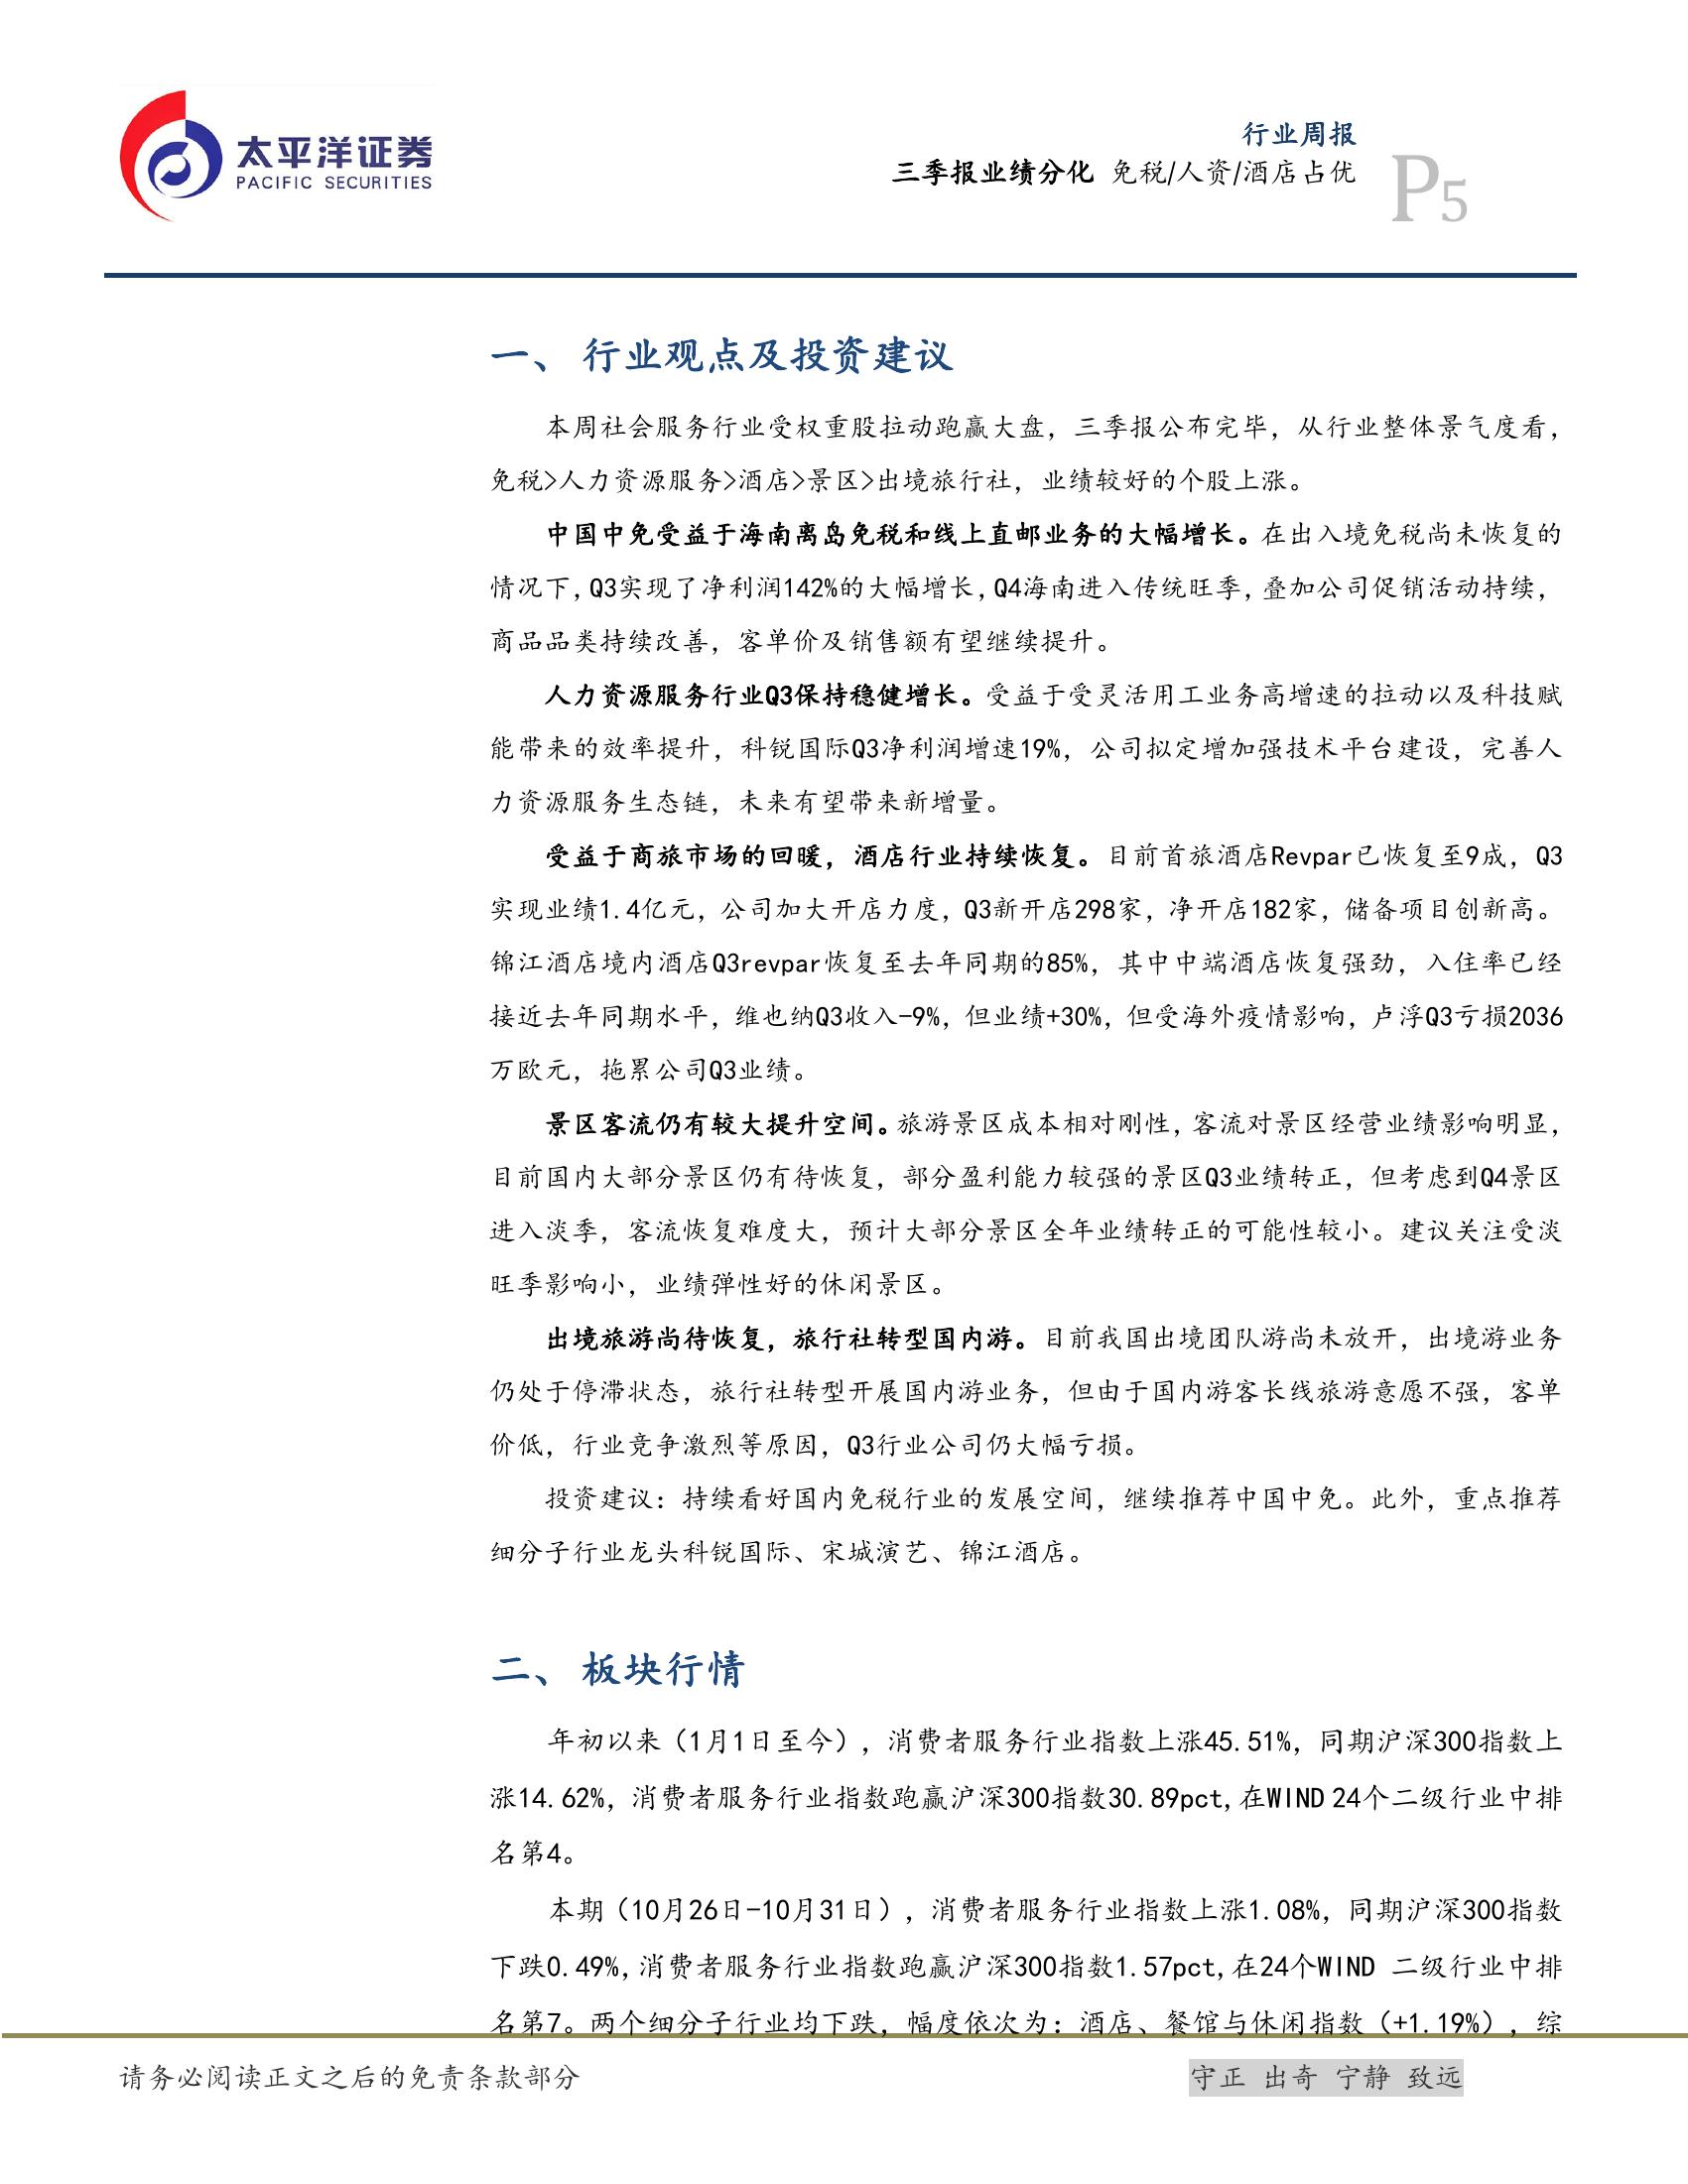 太平洋证券
PACIFIC SECURITIES
行业周报
三季报业绩分化 免税/人资/酒店占优
P5
一、 行业观点及投资建议
本周社会服务行业受权重股拉动跑赢大盘，三季报公布完毕，从行业整体景气度看，
免税>人力资源服务>酒店>景区>出境旅行社，业绩较好的个股上涨。
中国中免受益于海南离岛免税和线上直邮业务的大幅增长。在出入境免税尚未恢复的
情况下,Q3实现了净利润142%的大幅增长,Q4海南进入传统旺季,叠加公司促销活动持续，
商品品类持续改善，客单价及销售额有望继续提升。
人力资源服务行业Q3保持稳健增长。受益于受灵活用工业务高增速的拉动以及科技赋
能带来的效率提升，科锐国际Q3净利润增速19%，公司拟定增加强技术平台建设，完善人
力资源服务生态链，未来有望带来新增量。
受益于商旅市场的回暖，酒店行业持续恢复。目前首旅酒店Revpar已恢复至9成，Q3
实现业绩1.4亿元，公司加大开店力度，Q3新开店298家，净开店182家，储备项目创新高。
锦江酒店境内酒店Q3revpar恢复至去年同期的85%，其中中端酒店恢复强劲，入住率已经
接近去年同期水平，维也纳Q3收入-9%，但业绩+30%，但受海外疫情影响，卢浮Q3亏损2036
万欧元，拖累公司Q3业绩。
景区客流仍有较大提升空间。旅游景区成本相对刚性,客流对景区经营业绩影响明显，
目前国内大部分景区仍有待恢复，部分盈利能力较强的景区Q3业绩转正，但考虑到Q4景区
进入淡季，客流恢复难度大，预计大部分景区全年业绩转正的可能性较小。建议关注受淡
旺季影响小，业绩弹性好的休闲景区。
出境旅游尚待恢复，旅行社转型国内游。目前我国出境团队游尚未放开，出境游业务
仍处于停滞状态，旅行社转型开展国内游业务，但由于国内游客长线旅游意愿不强，客单
价低，行业竞争激烈等原因，Q3行业公司仍大幅亏损。
投资建议：持续看好国内免税行业的发展空间，继续推荐中国中免。此外，重点推荐
细分子行业龙头科锐国际、宋城演艺、锦江酒店。
二、 板块行情
年初以来（1月1日至今），消费者服务行业指数上涨45.51%，同期沪深300指数上
涨14.62%，消费者服务行业指数跑赢沪深300指数30.89pct,在WIND 24个二级行业中排
名第4。
本期（10月26日-10月31日），消费者服务行业指数上涨1.08%，同期沪深300指数
下跌0.49%,消费者服务行业指数跑赢沪深300指数1.57pct,在24个WIND 二级行业中排
名第7。两个细分子行业均下跌，幅度依次为：酒店、餐馆与休闲指数（+1.19%），综
请务必阅读正文之后的免责条款部分
守正 出奇 宁静 致远